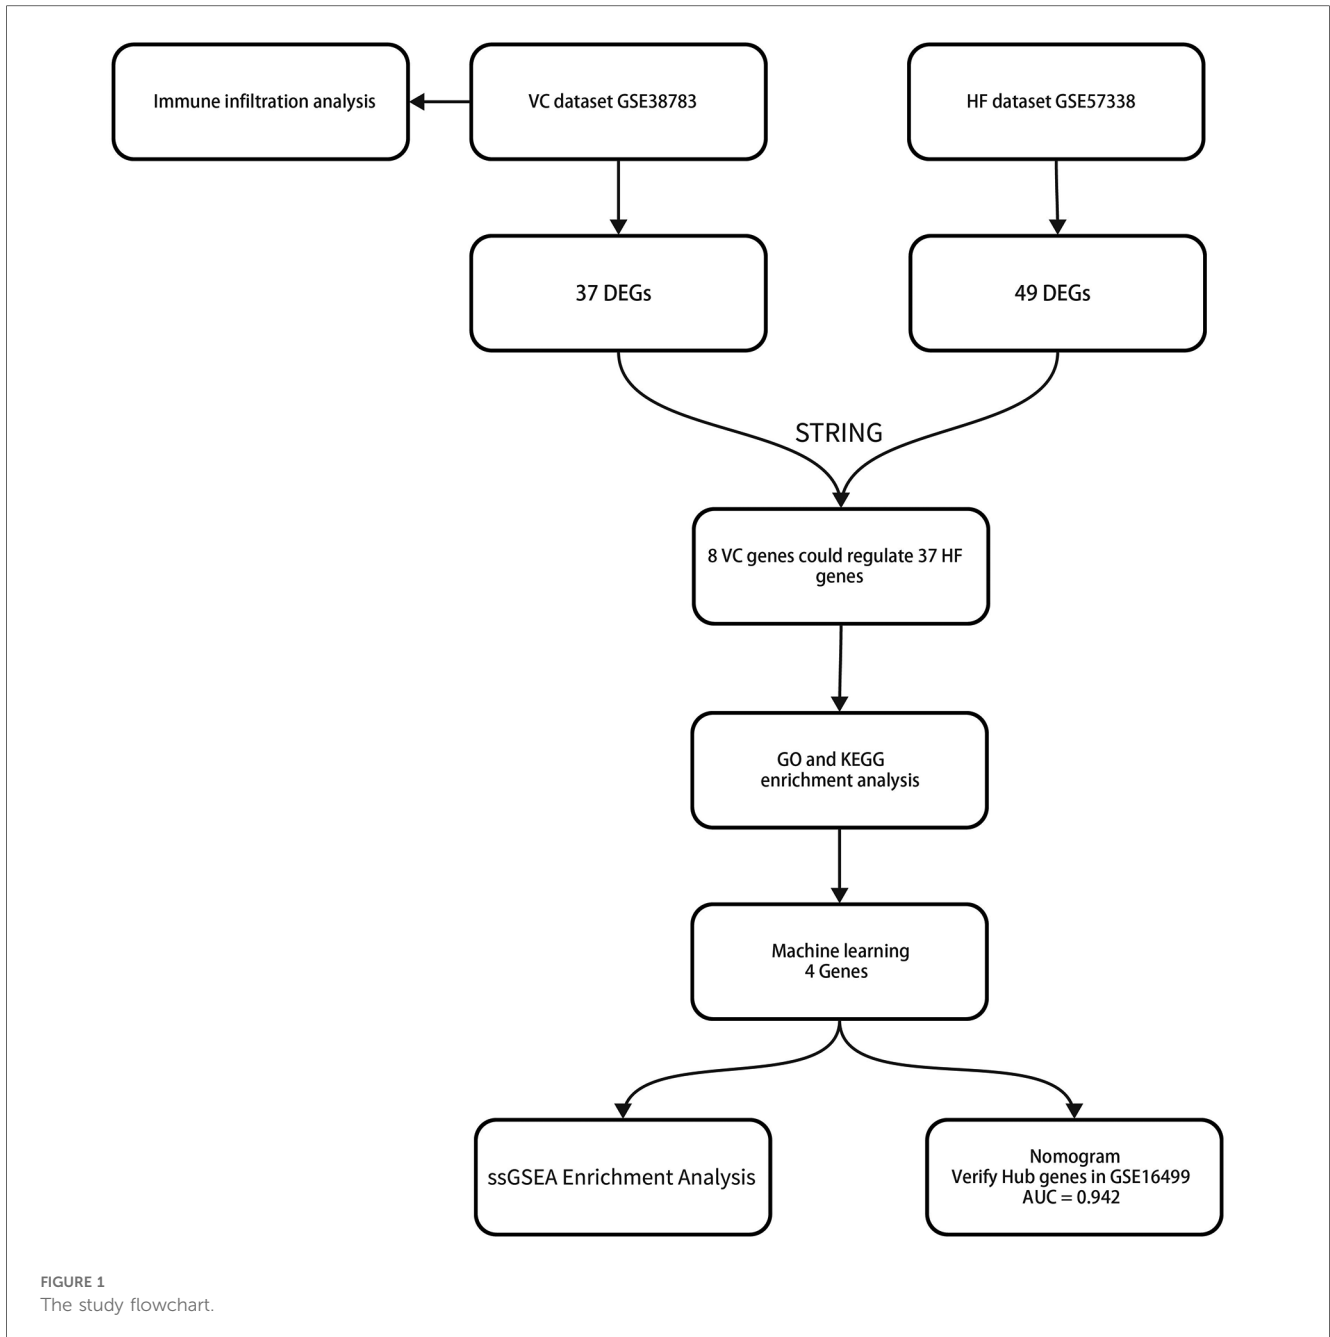 Immune infiltration analysis
VC dataset GSE38783
HF dataset GSE57338
37 DEGs
49 DEGs
STRING
8 VC genes could regulate 37 HF
genes
GO and KEGG
enrichment analysis
Machine learning
4 Genes
ssGSEA Enrichment Analysis
Nomogram
Verify Hub genes in GSE16499
AUC = 0.942
FIGURE 1
The study flowchart.